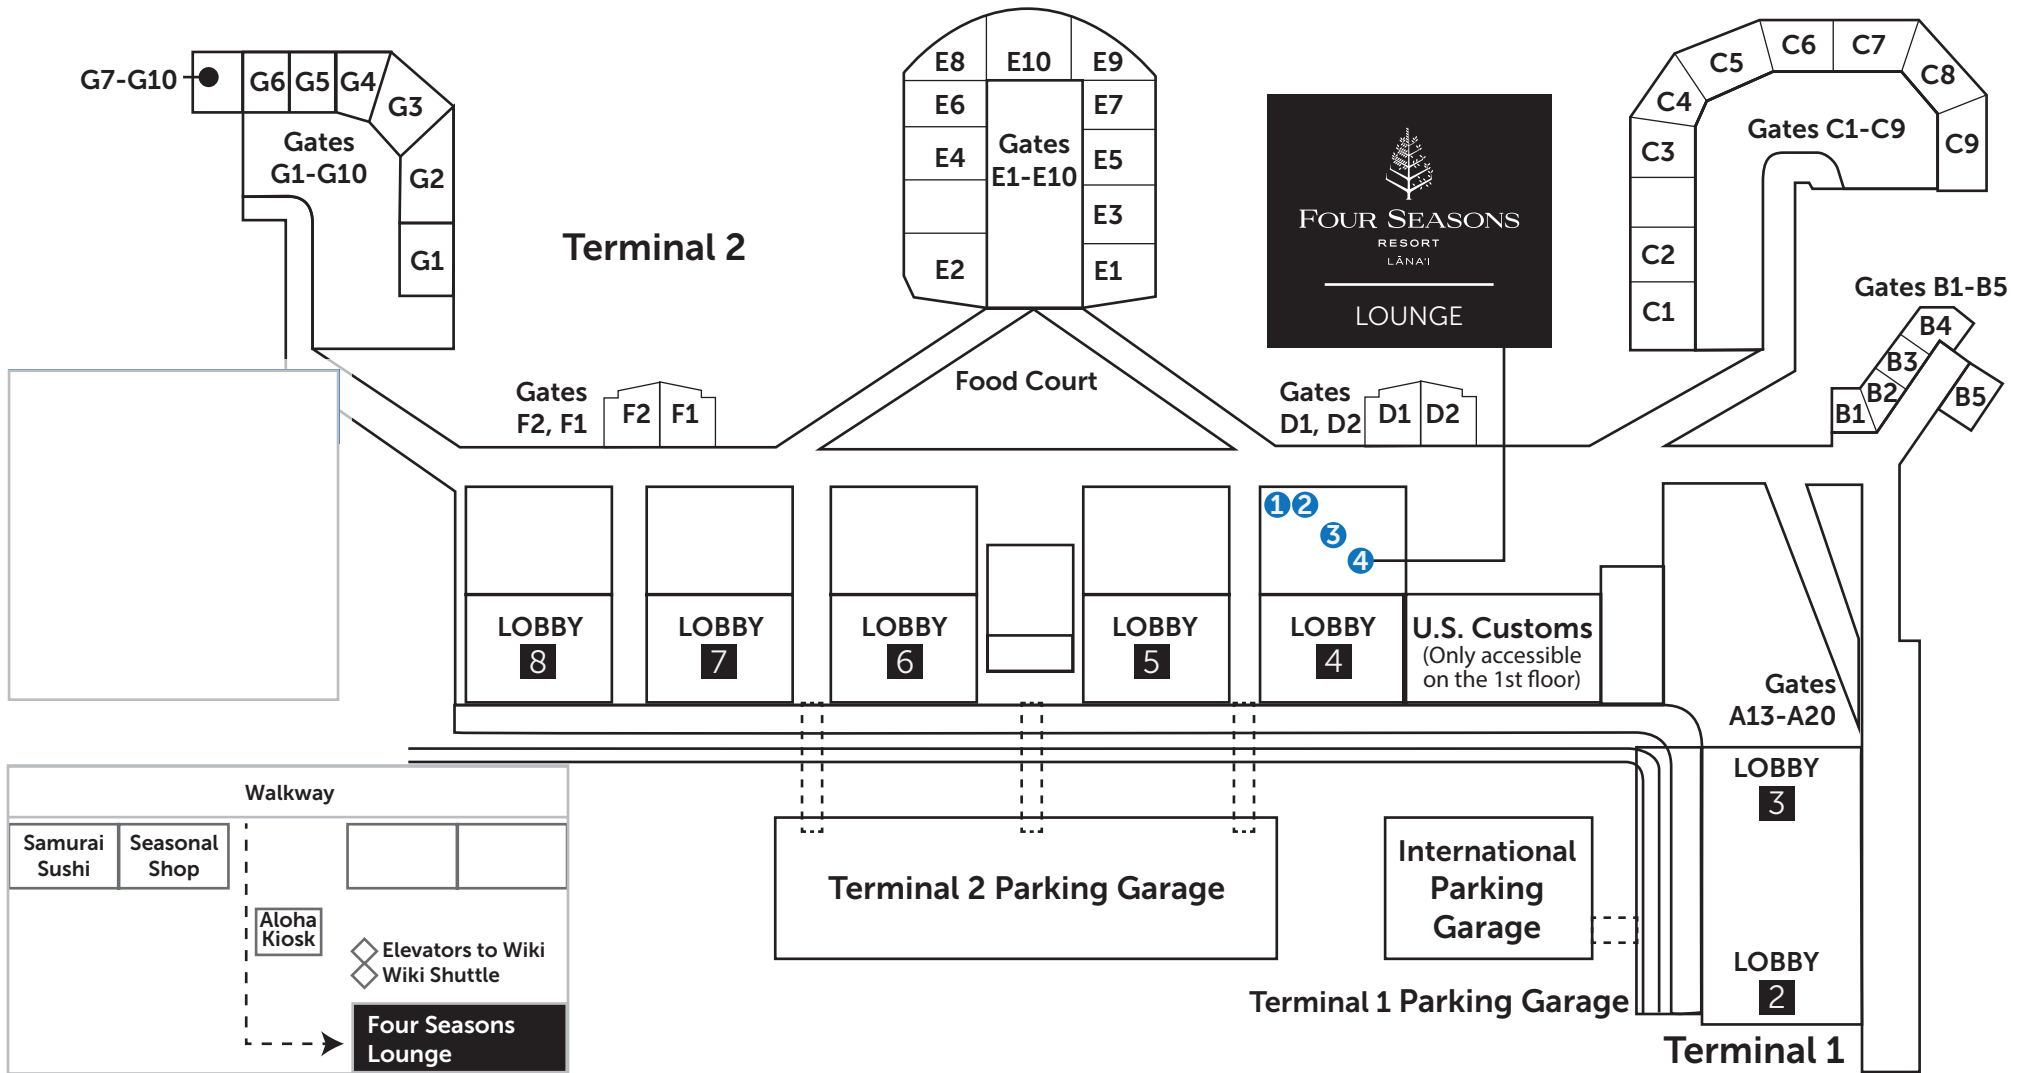 G7-G10
G6
G5
G4
G3
Gates
G1-G10
G2
G1
Terminal 2
E8
E10
E9
E6
E7
Gates
E1-E10
E4
E5
E3
E2
E1
FOUR SEASONS
RESORT
LĀNAʻI
LOUNGE
C6
C7
C5
C8
C4
Gates C1-C9
C3
C9
C2
C1
Gates B1-B5
B4
B3
B2
B1
B5
Gates
F2, F1
F2
F1
Food Court
Gates
D1, D2
D1
D2
1
2
3
4
LOBBY
8
LOBBY
7
LOBBY
6
LOBBY
5
LOBBY
4
U.S. Customs
(Only accessible
on the 1st floor)
Gates
A13-A20
LOBBY
3
LOBBY
2
Terminal 2 Parking Garage
International
Parking
Garage
Terminal 1 Parking Garage
Terminal 1
Walkway
Samurai
Sushi
Seasonal
Shop
Aloha
Kiosk
Elevators to Wiki
Wiki Shuttle
Four Seasons
Lounge